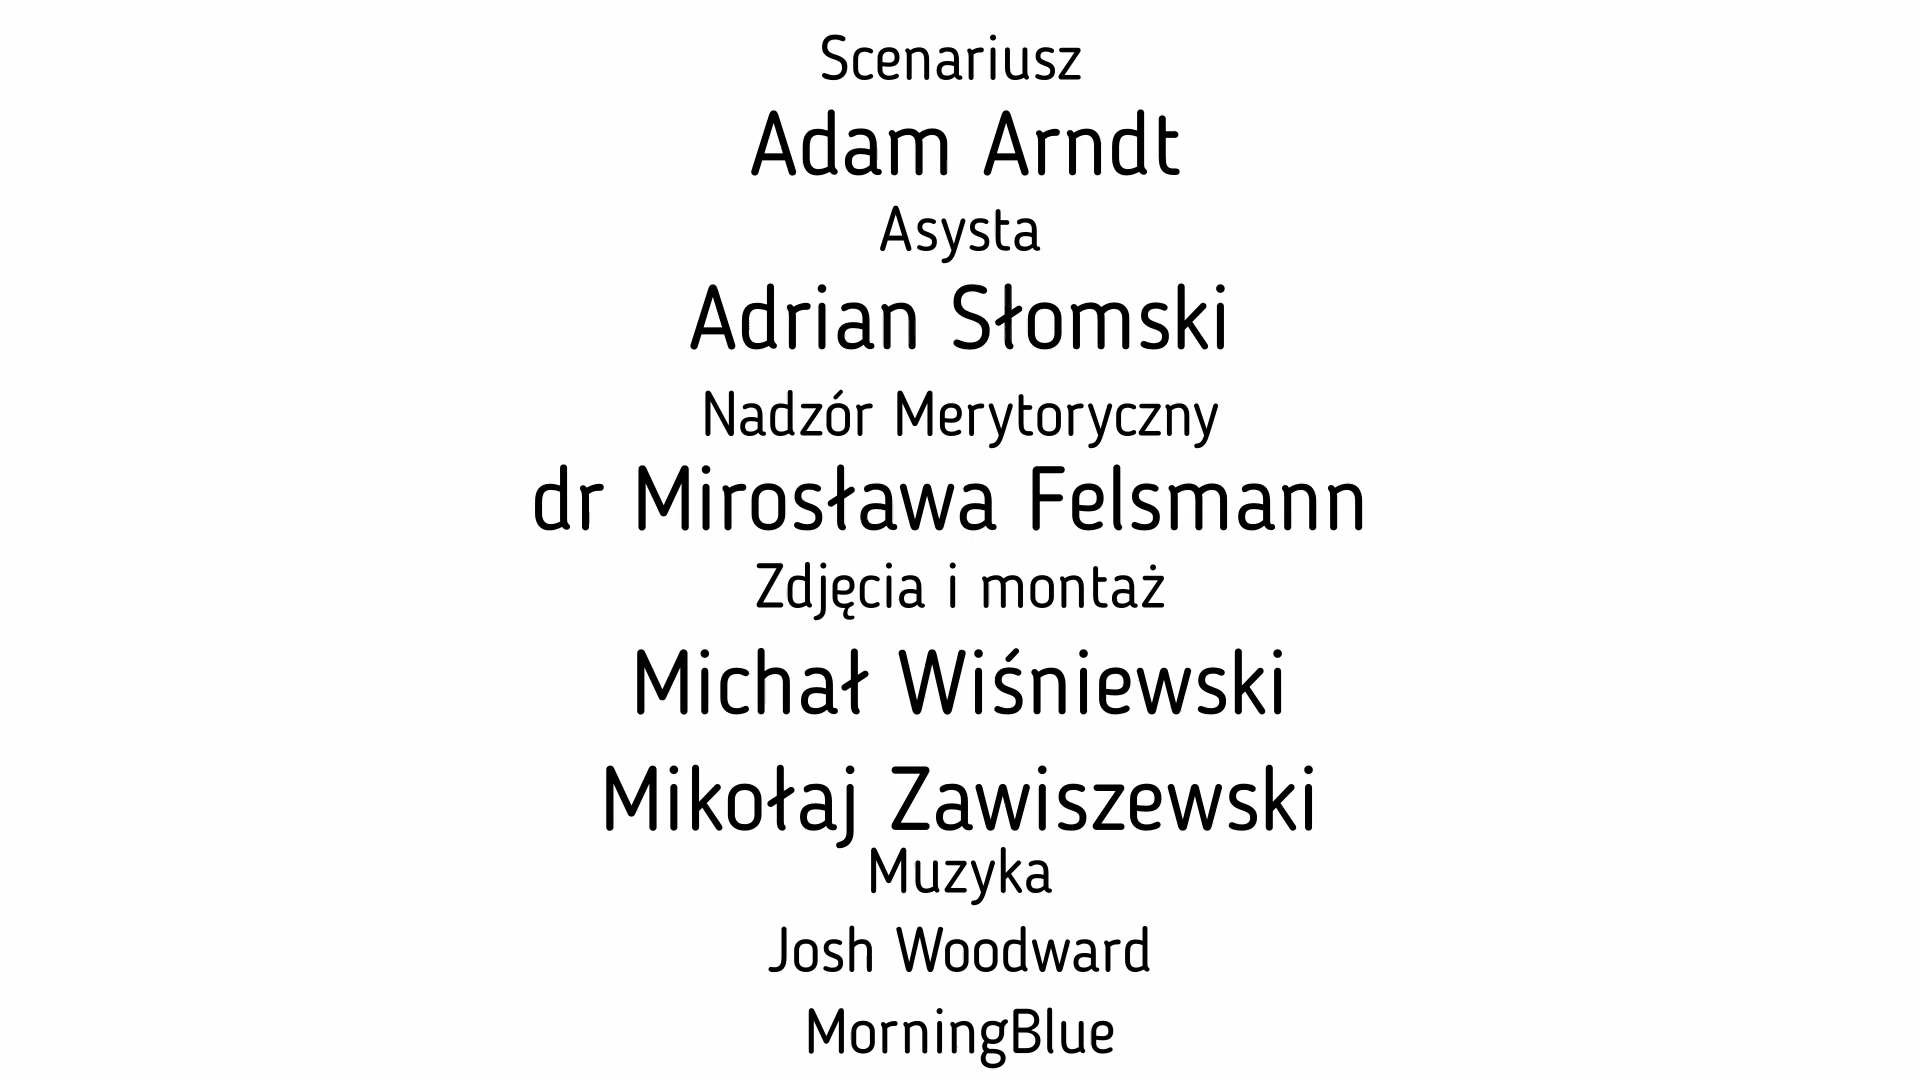 Scenariusz
Adam Arndt
Asysta
Adrian Słomski
Nadzór Merytoryczny
dr Mirosława Felsmann
Zdjęcia i montaż
Michał Wiśniewski
Mikołaj Zawiszewski
Muzyka
Josh Woodward
MorningBlue